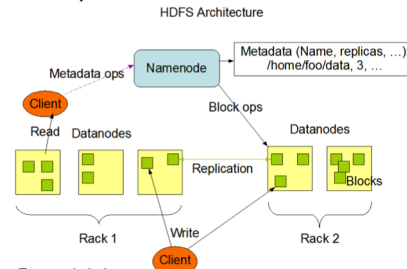 HDFS Architecture
Metadata (Name, replicas, …)
/home/foo/data, 3, …
Namenode
Metadata ops
Client
Block ops
Read
Datanodes
Datanodes
Replication
Blocks
Write
Rack 1
Rack 2
Client